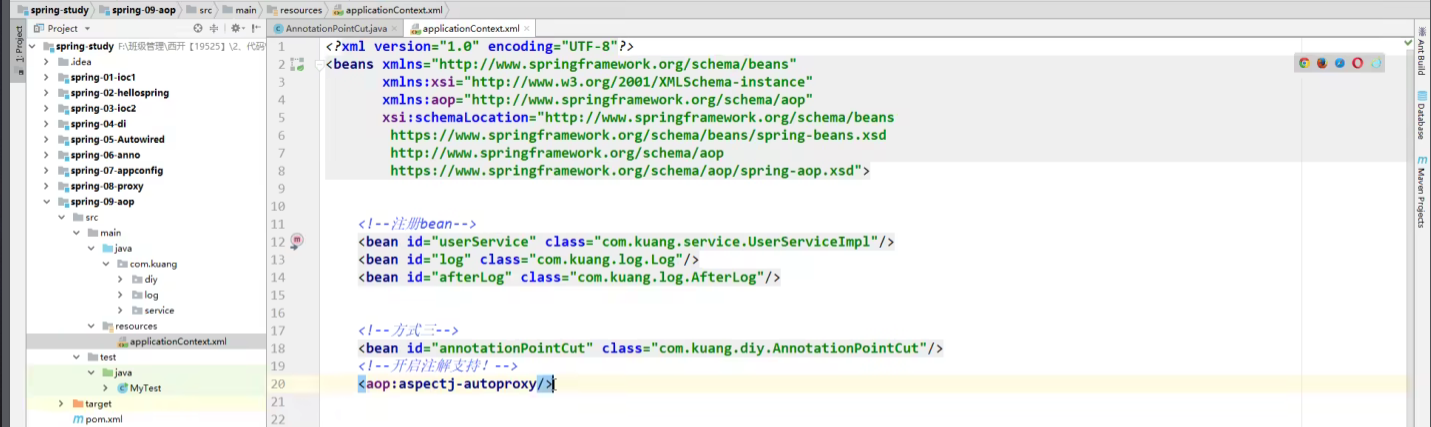 spring-study spring-09-aop src main resources applicationContext.xml
Project
AnnotationPointCut.java
applicationContext.xml
1: Project
spring-study F:\班级管理\西开【19525】\2、代码\
.idea
spring-01-ioc1
spring-02-hellospring
spring-03-ioc2
spring-04-di
spring-05-Autowired
spring-06-anno
spring-07-appconfig
spring-08-proxy
spring-09-aop
src
main
java
com.kuang
diy
log
service
resources
applicationContext.xml
test
java
MyTest
target
pom.xml
1 <?xml version="1.0" encoding="UTF-8"?>
2 <beans xmlns="http://www.springframework.org/schema/beans"
3 xmlns:xsi="http://www.w3.org/2001/XMLSchema-instance"
4 xmlns:aop="http://www.springframework.org/schema/aop"
5 xsi:schemaLocation="http://www.springframework.org/schema/beans
6 https://www.springframework.org/schema/beans/spring-beans.xsd
7 http://www.springframework.org/schema/aop
8 https://www.springframework.org/schema/aop/spring-aop.xsd">
9
10
11 <!--注册bean-->
12 <bean id="userService" class="com.kuang.service.UserServiceImpl"/>
13 <bean id="log" class="com.kuang.log.Log"/>
14 <bean id="afterLog" class="com.kuang.log.AfterLog"/>
15
16
17 <!--方式三-->
18 <bean id="annotationPointCut" class="com.kuang.diy.AnnotationPointCut"/>
19 <!--开启注解支持！-->
20 <aop:aspectj-autoproxy/>
21
22
Ant Build
Database
Maven Projects